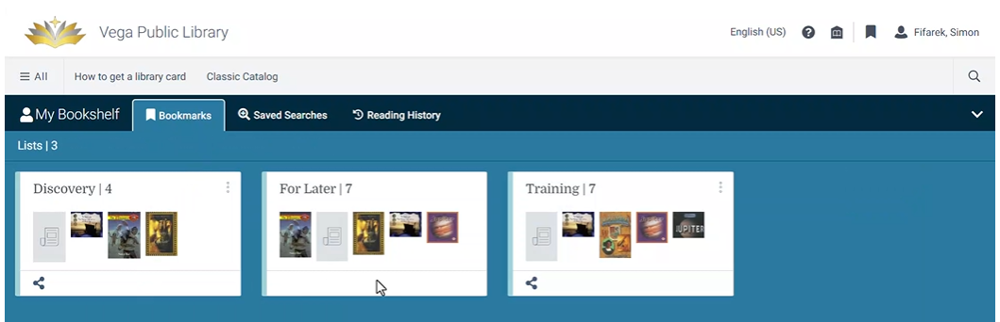 Vega Public Library
English (US)
Fifarek, Simon
All
How to get a library card
Classic Catalog
My Bookshelf
Bookmarks
Saved Searches
Reading History
Lists | 3
Discovery | 4
For Later | 7
Training | 7
JUPITER